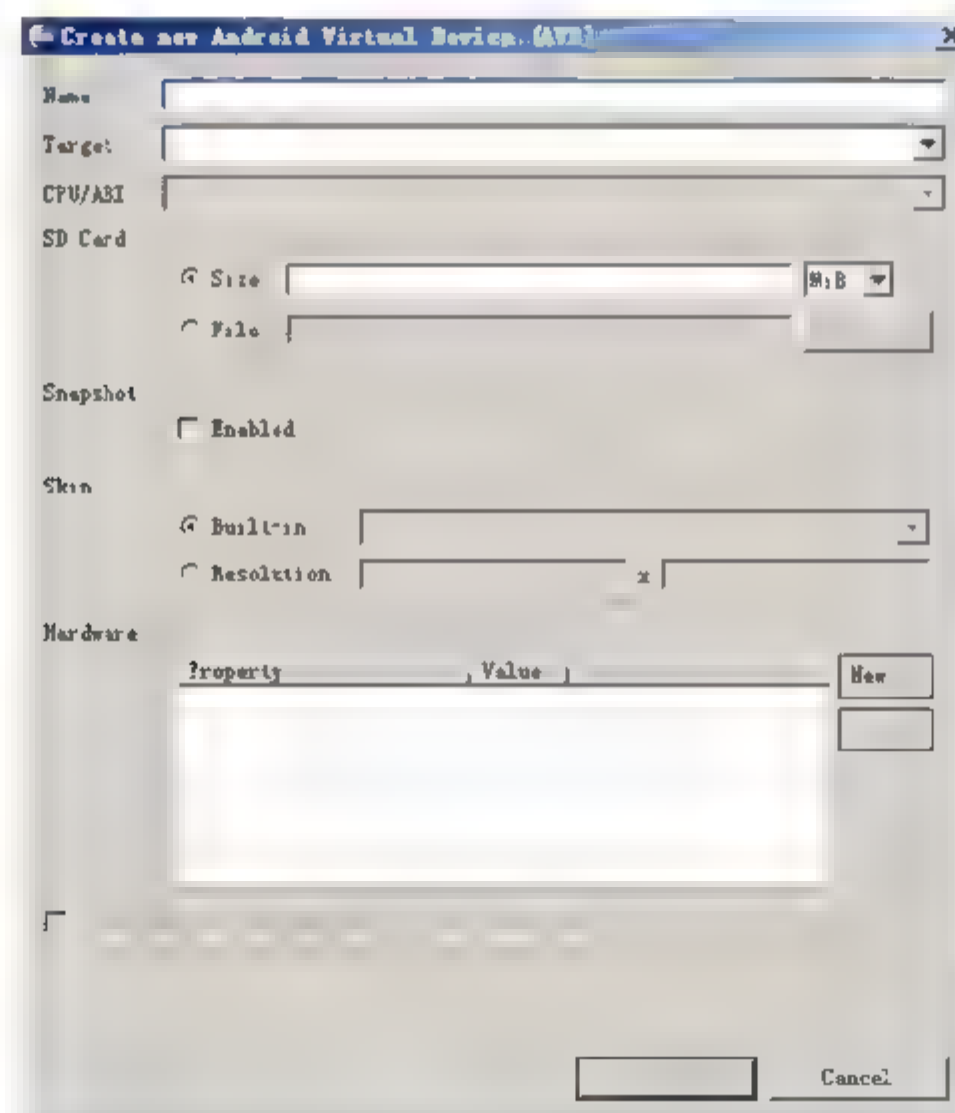 Create new Android Virtual Device (AVD)
Name
Target
CPU/ABI
SD Card
Size MiB
File
Snapshot
Enabled
Skin
Built-in
Resolution x
Hardware
Property Value New
Cancel